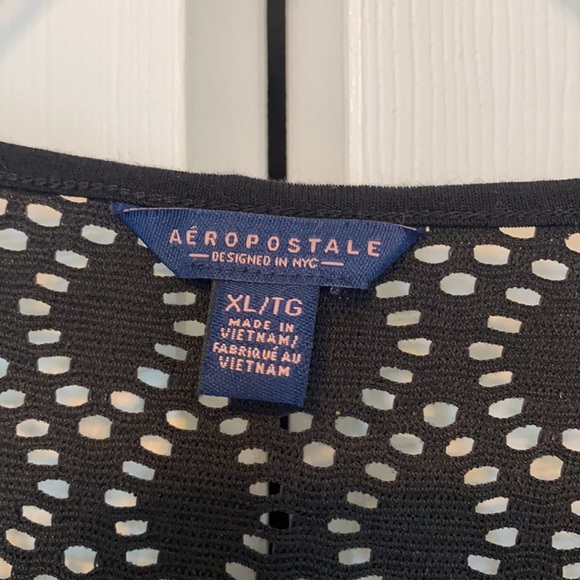 AÉROPOSTALE
DESIGNED IN NYC
XL/TG
MADE IN
VIETNAM/
FABRIQUÉ AU
VIETNAM